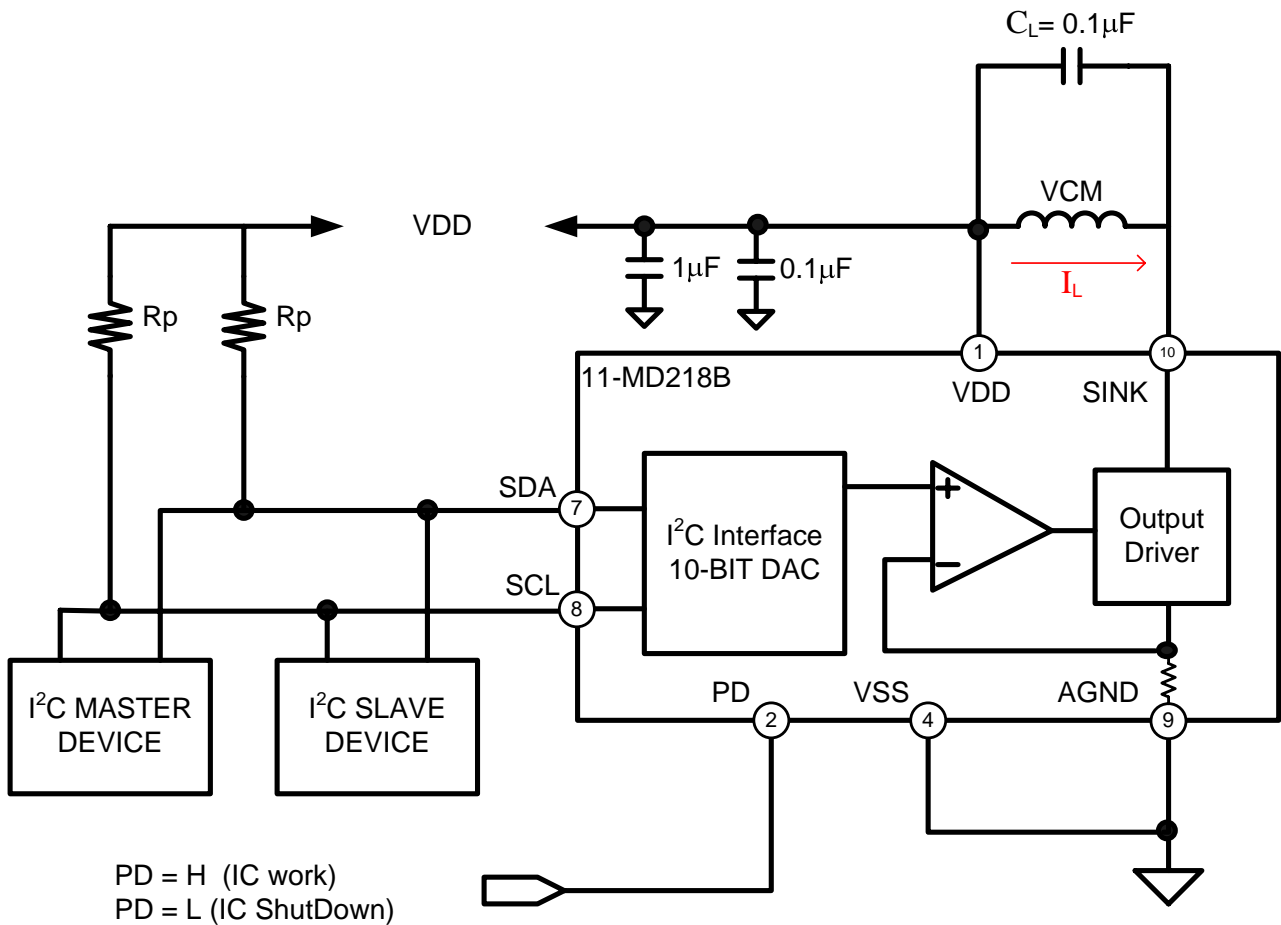 C_L= 0.1μF
VCM
VDD
1μF
0.1μF
I_L
Rp
Rp
1
10
11-MD218B
VDD
SINK
SDA
7
+
I²C Interface
10-BIT DAC
Output
Driver
−
SCL
8
I²C MASTER
DEVICE
I²C SLAVE
DEVICE
PD
VSS
AGND
2
4
9
PD = H (IC work)
PD = L (IC ShutDown)